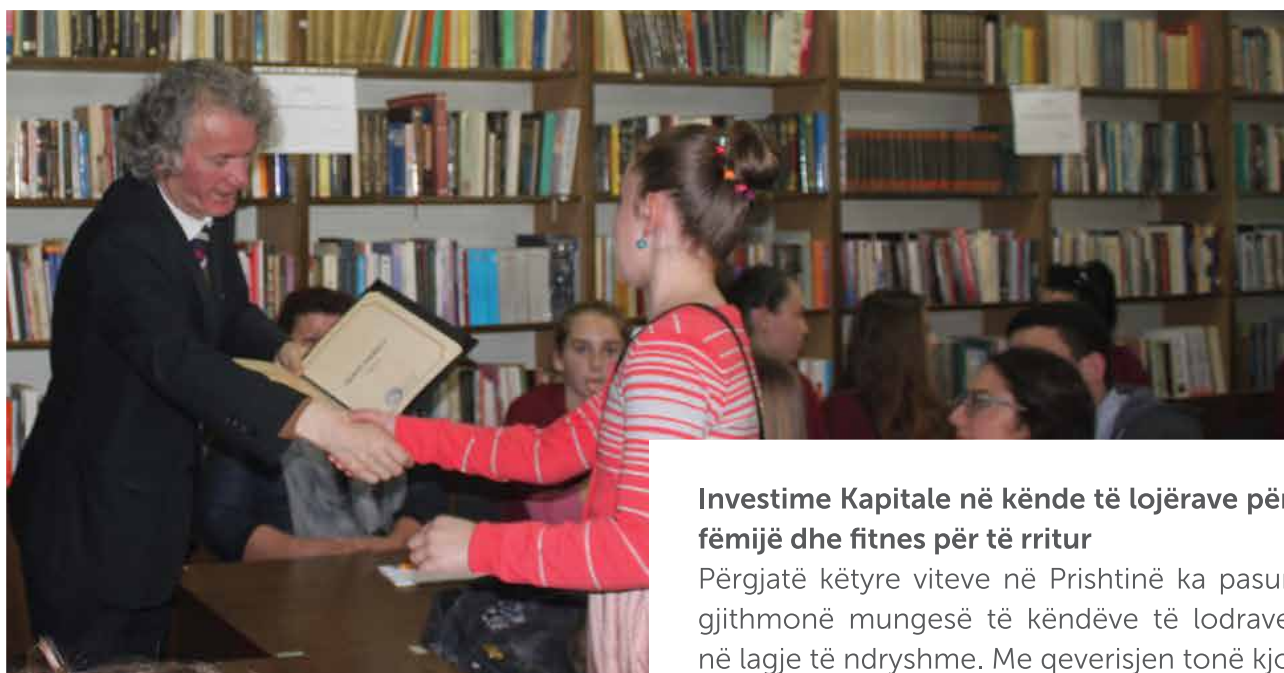 Investime Kapitale në kënde të lojërave për
fëmijë dhe fitnes për të rritur
Përgjatë këtyre viteve në Prishtinë ka pasur
gjithmonë mungesë të këndëve të lodrave
në lagje të ndryshme. Me qeverisjen tonë kjo